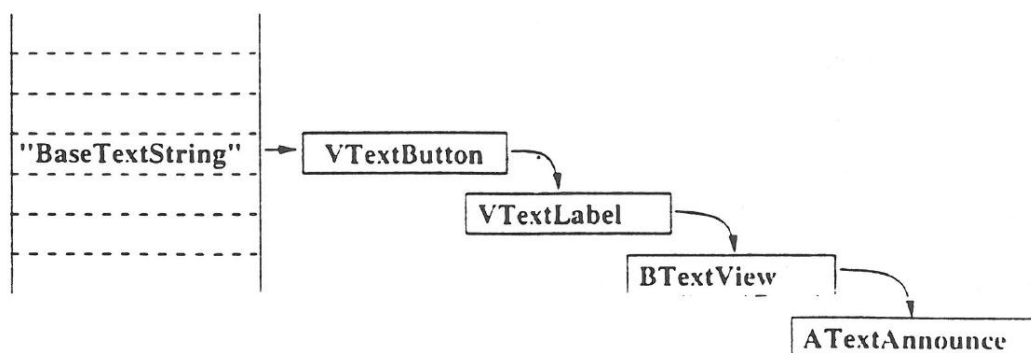 "BaseTextString"
VTextButton
VTextLabel
BTextView
ATextAnnounce